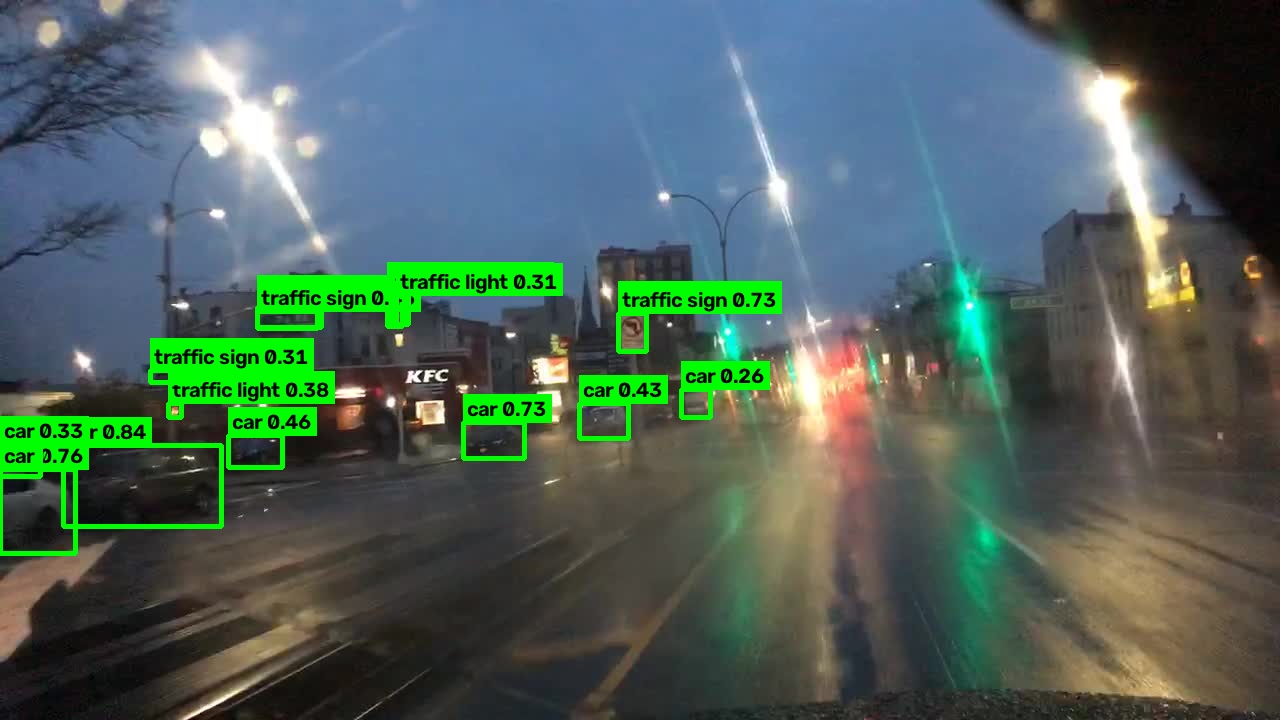 traffic light 0.31
traffic sign 0.
traffic sign 0.73
traffic sign 0.31
KFC
traffic light 0.38
car 0.26
car 0.43
car 0.73
car 0.46
car 0.33
r 0.84
car 0.76